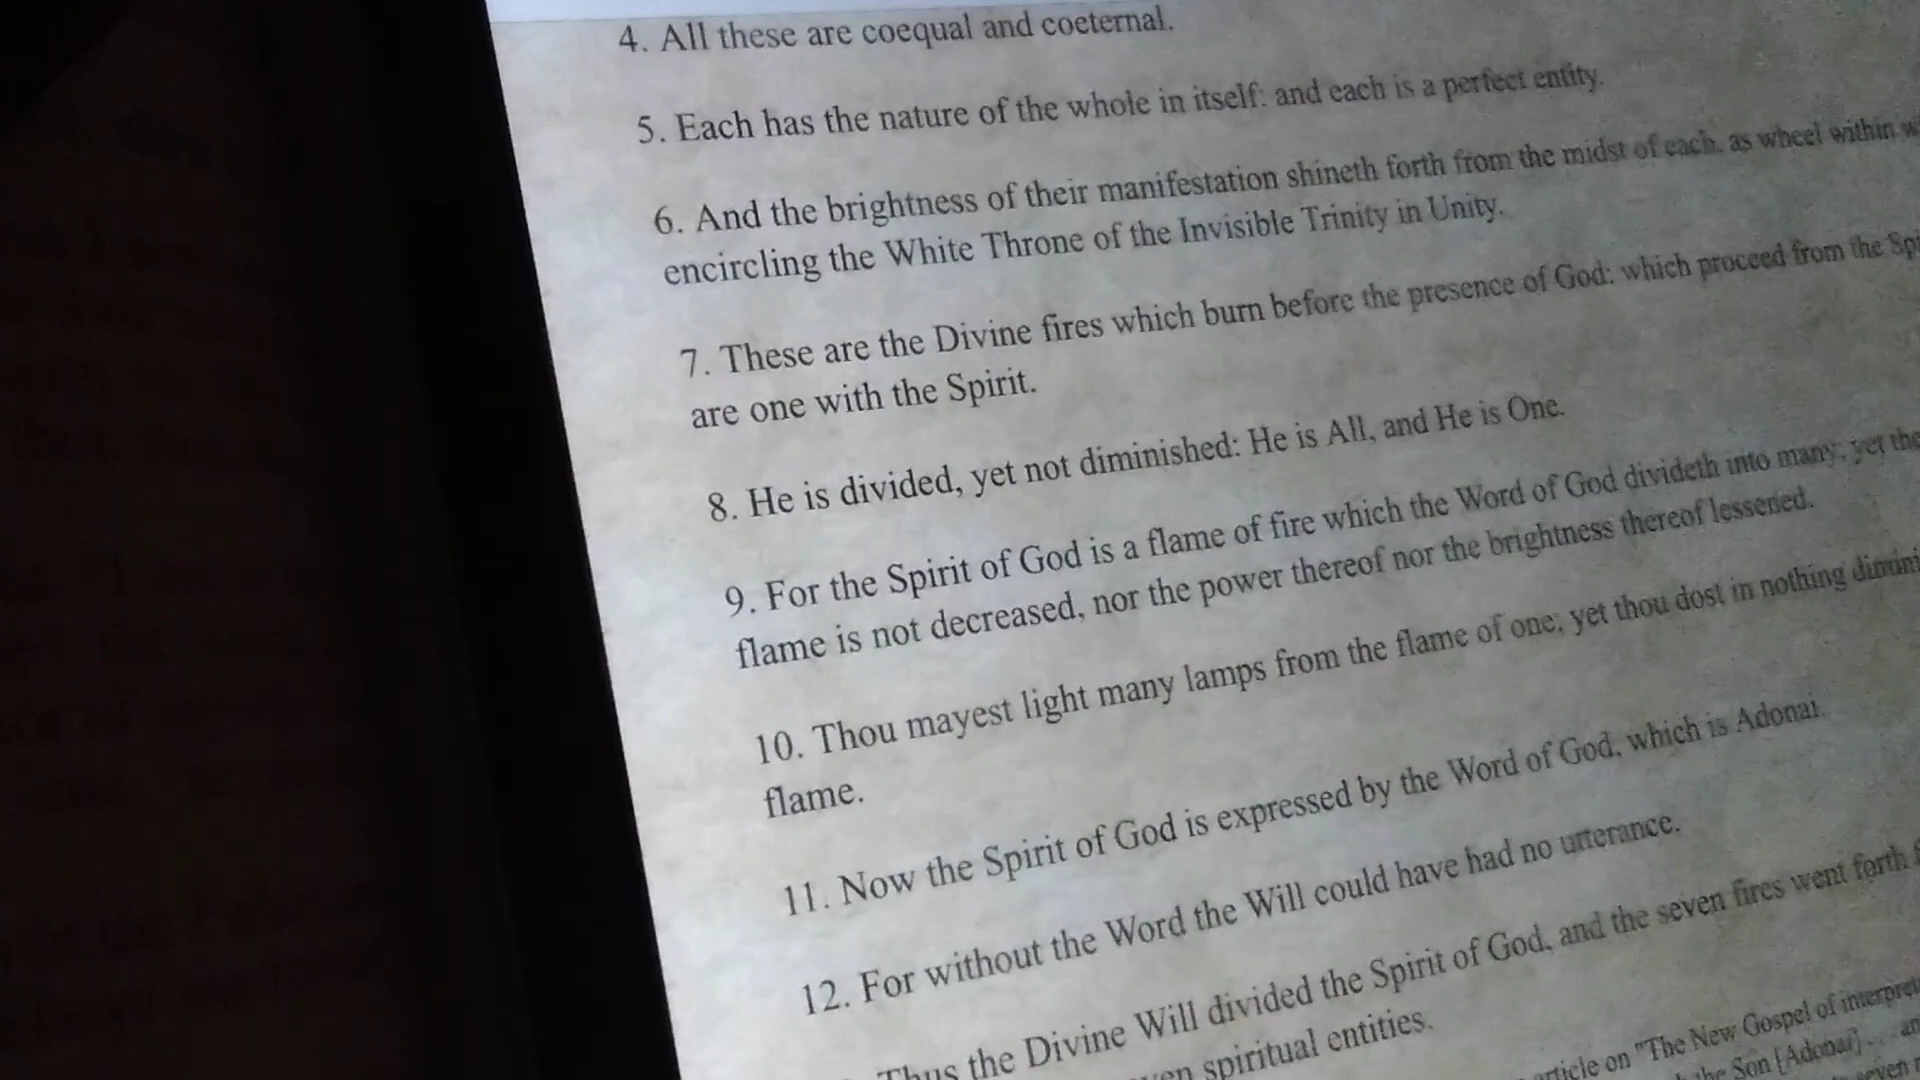 4. All these are coequal and coeternal.
5. Each has the nature of the whole in itself: and each is a perfect entity.
6. And the brightness of their manifestation shineth forth from the midst of each, as wheel within
encircling the White Throne of the Invisible Trinity in Unity.
7. These are the Divine fires which burn before the presence of God: which proceed from the
are one with the Spirit.
8. He is divided, yet not diminished: He is All, and He is One.
9. For the Spirit of God is a flame of fire which the Word of God divideth into many; yet the
flame is not decreased, nor the power thereof nor the brightness thereof lessened.
10. Thou mayest light many lamps from the flame of one; yet thou dost in nothing
flame.
11. Now the Spirit of God is expressed by the Word of God, which is Adonai.
12. For without the Word the Will could have had no utterance.
Thus the Divine Will divided the Spirit of God, and the seven fires went forth
spiritual entities.
on "The New Gospel of
the Son [Adonai]